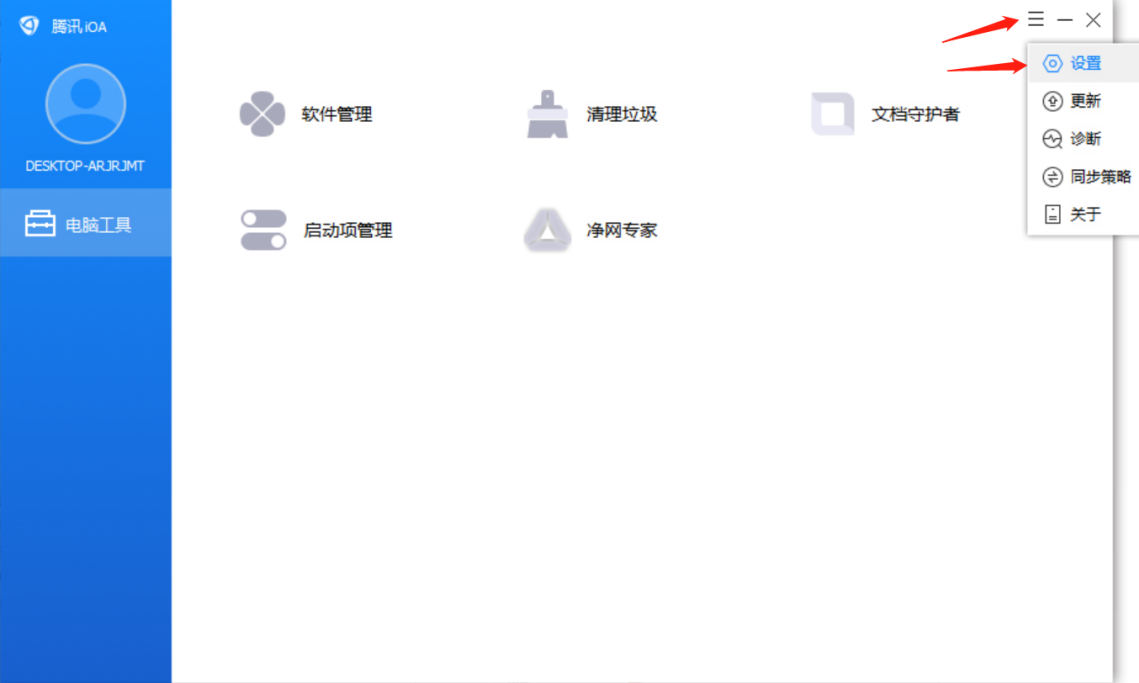 腾讯 iOA
DESKTOP-ARJRJMT
电脑工具
软件管理
清理垃圾
文档守护者
启动项管理
净网专家
设置
更新
诊断
同步策略
关于